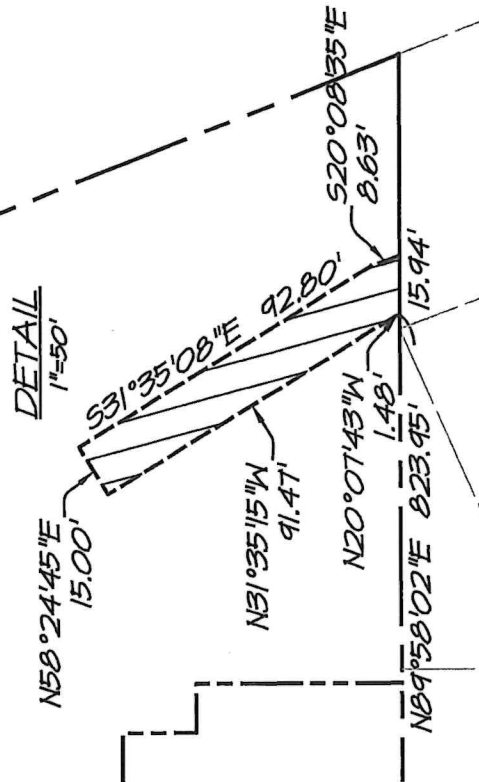 DETAIL
1"=50'
N58°24'45"E
15.00'
S31°35'08"E 92.80'
S20°08'35"E
8.63'
N31°35'15"W
91.47'
N20°07'43"W
1.48'
15.94'
N89°58'02"E 823.95'